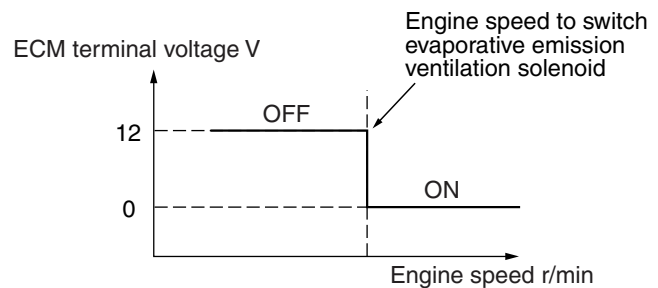 Engine speed to switch
evaporative emission
ventilation solenoid
ECM terminal voltage V
OFF
12
ON
0
Engine speed r/min